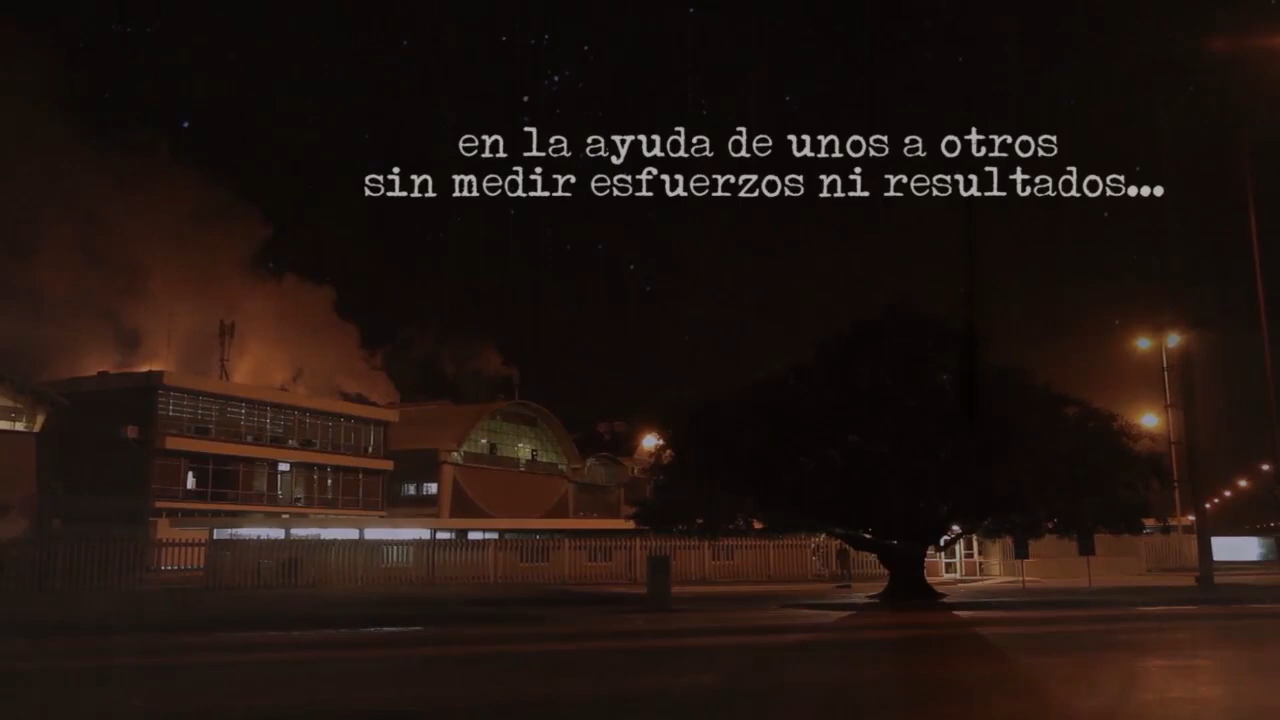 en la ayuda de unos a otros
sin medir esfuerzos ni resultados...